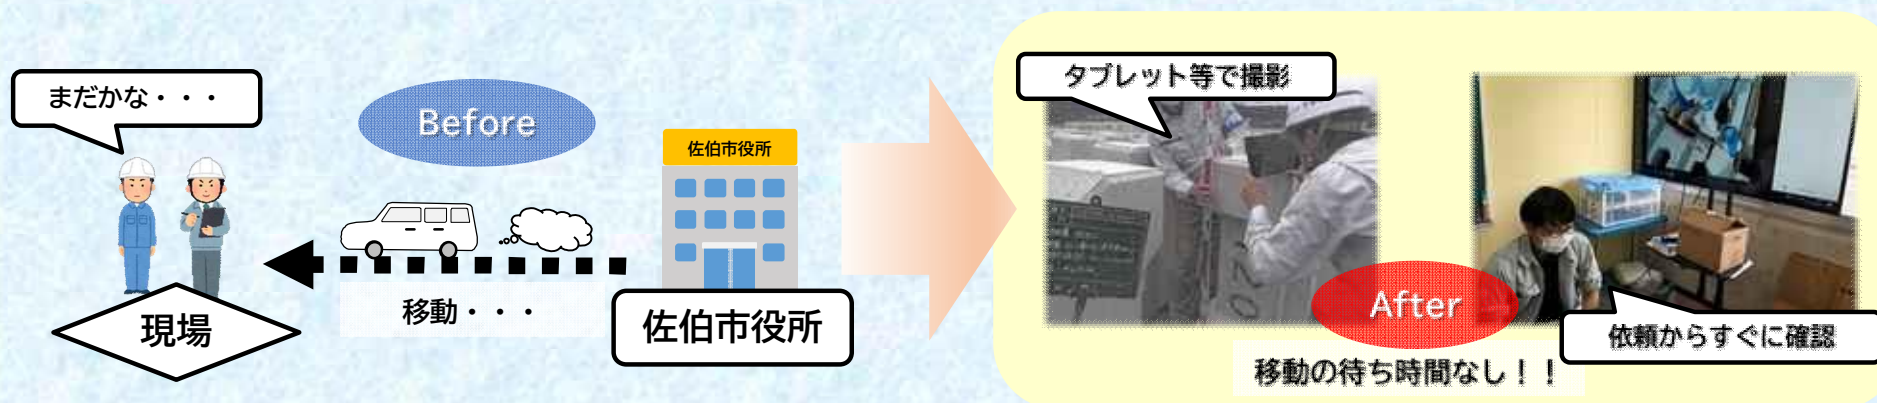 まだかな・・・
Before
佐伯市役所
移動・・・
現場
佐伯市役所
タブレット等で撮影
After
依頼からすぐに確認
移動の待ち時間なし！！